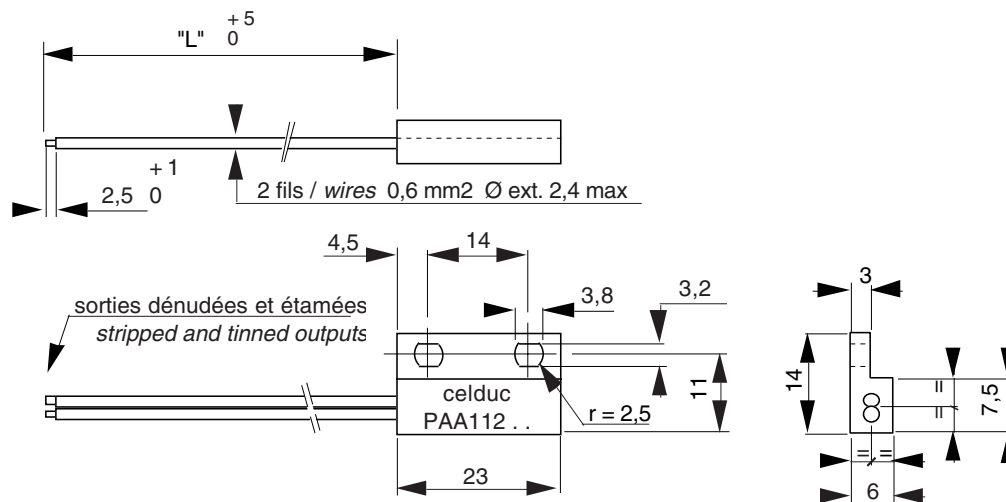 "L" + 5
0
+ 1
2,5 0
2 fils / wires 0,6 mm2 Ø ext. 2,4 max
4,5
14
3,8
3,2
3
sorties dénudées et étamées
stripped and tinned outputs
celduc
PAA112 . .
r = 2,5
11
14
=
=
7,5
= =
23
6